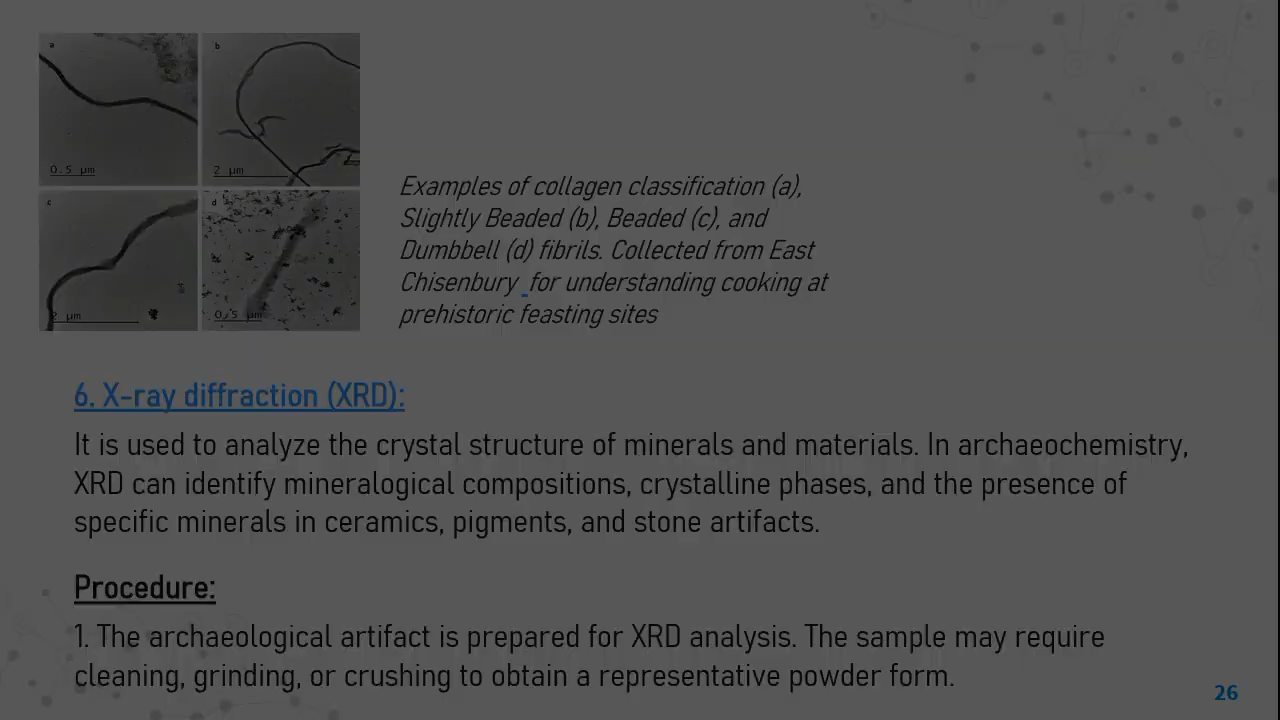 a
b
0.5 µm
2 µm
c
d
2 µm
0.5 µm
Examples of collagen classification (a),
Slightly Beaded (b), Beaded (c), and
Dumbbell (d) fibrils. Collected from East
Chisenbury for understanding cooking at
prehistoric feasting sites
6. X-ray diffraction (XRD):
It is used to analyze the crystal structure of minerals and materials. In archaeochemistry,
XRD can identify mineralogical compositions, crystalline phases, and the presence of
specific minerals in ceramics, pigments, and stone artifacts.
Procedure:
1. The archaeological artifact is prepared for XRD analysis. The sample may require
cleaning, grinding, or crushing to obtain a representative powder form.
26